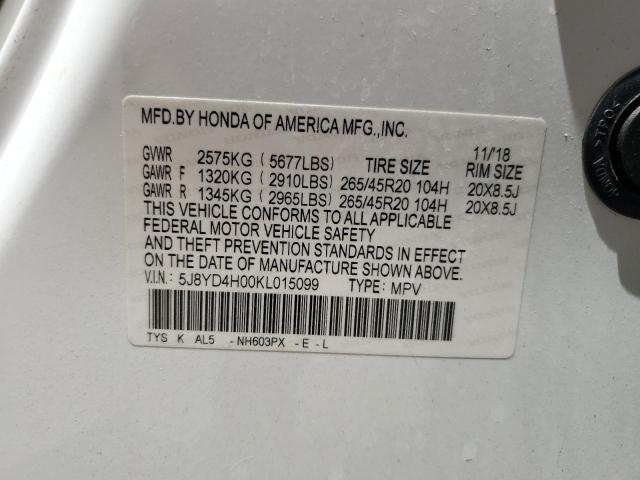 MFD.BY HONDA OF AMERICA MFG.,INC.
11/'18
GVWR 2575KG ( 5677LBS) TIRE SIZE RIM SIZE
GAWR F 1320KG ( 2910LBS) 265/45R20 104H 20X8.5J
GAWR R 1345KG ( 2965LBS) 265/45R20 104H 20X8.5J
THIS VEHICLE CONFORMS TO ALL APPLICABLE
FEDERAL MOTOR VEHICLE SAFETY
AND THEFT PREVENTION STANDARDS IN EFFECT
ON THE DATE OF MANUFACTURE SHOWN ABOVE.
V.I.N.: 5J8YD4H00KL015099 TYPE: MPV
TYS K AL5 -NH603PX -E -L